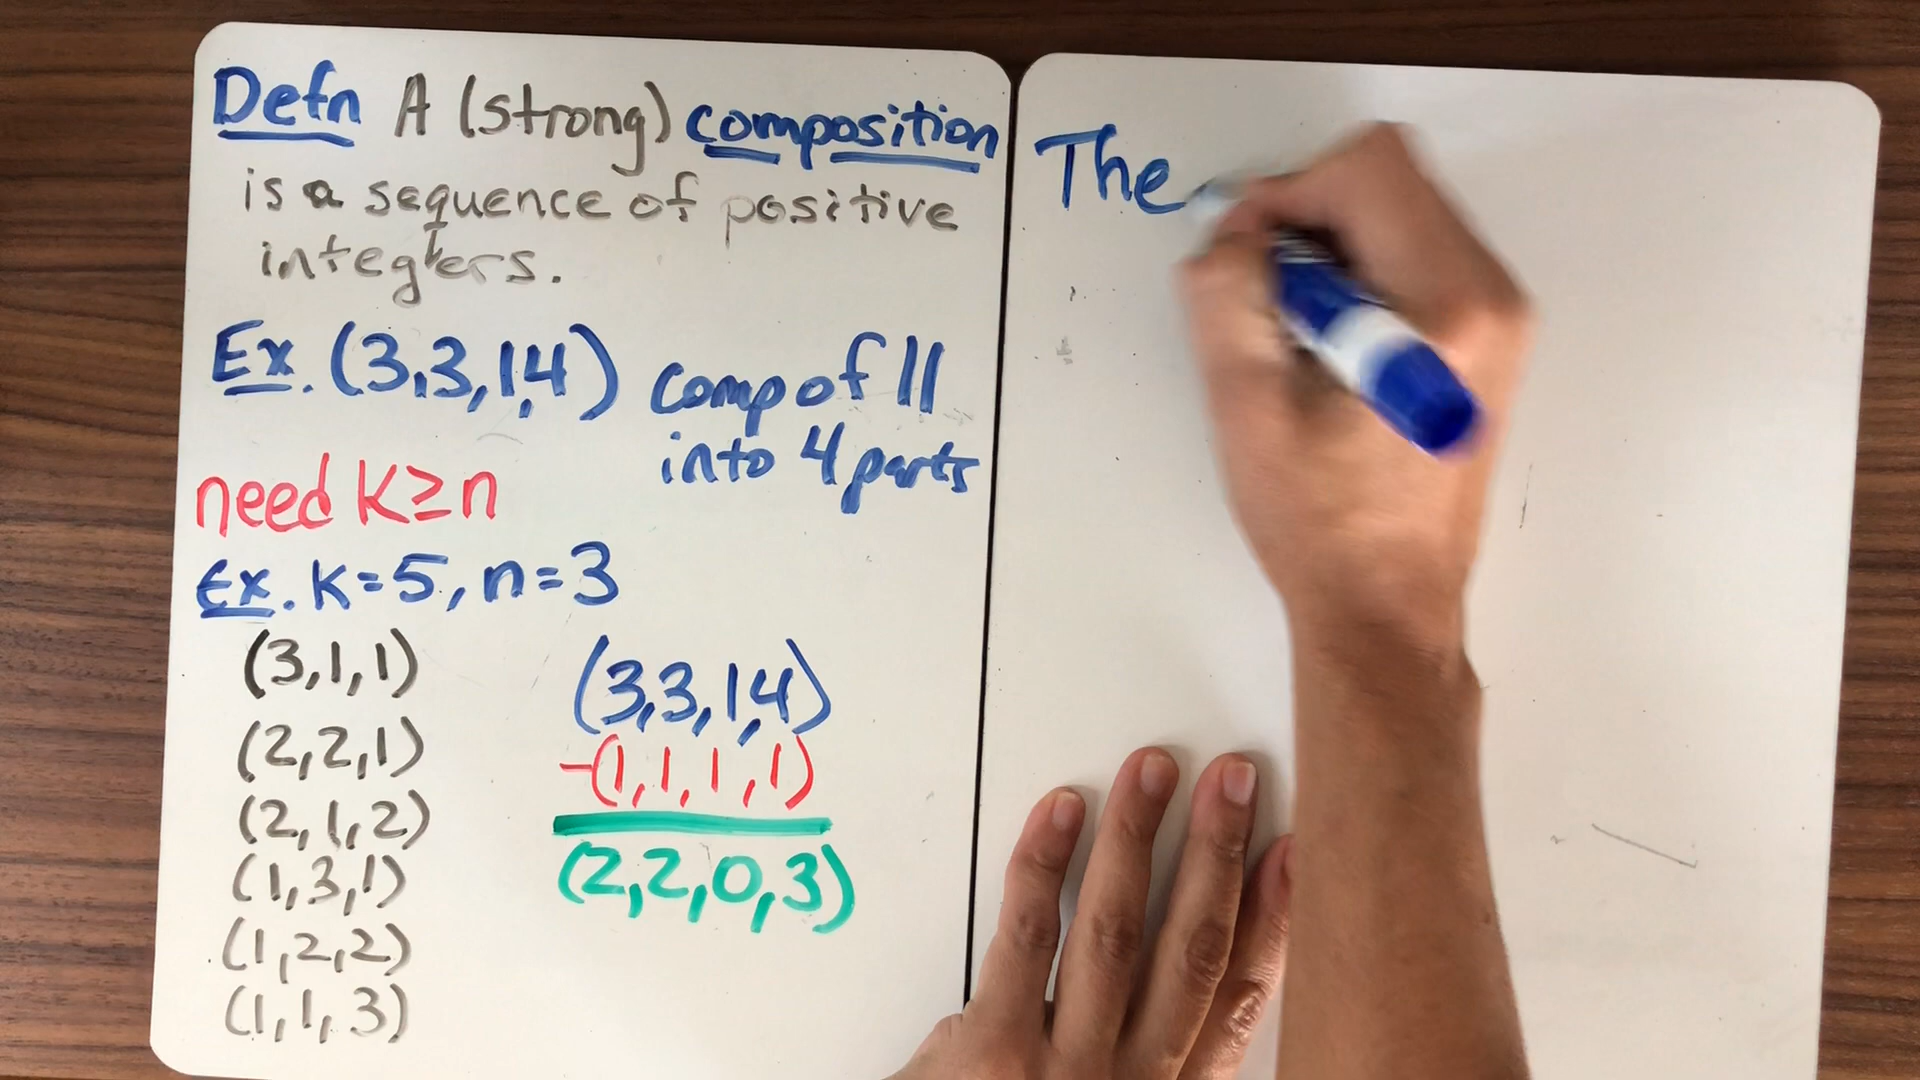 Defn A (strong) composition
is a sequence of positive
integers.
Ex. (3,3,1,4) comp of 11
into 4 parts
need k≥n
Ex. k=5, n=3
(3,1,1)
(2,2,1)
(2,1,2)
(1,3,1)
(1,2,2)
(1,1,3)
(3,3,1,4)
-(1,1,1,1)
(2,2,0,3)
The